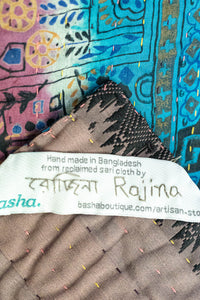 Hand made in Bangladesh
from reclaimed sari cloth by
রোজিনা Rajina
asha.
bashaboutique.com/artisan-sto